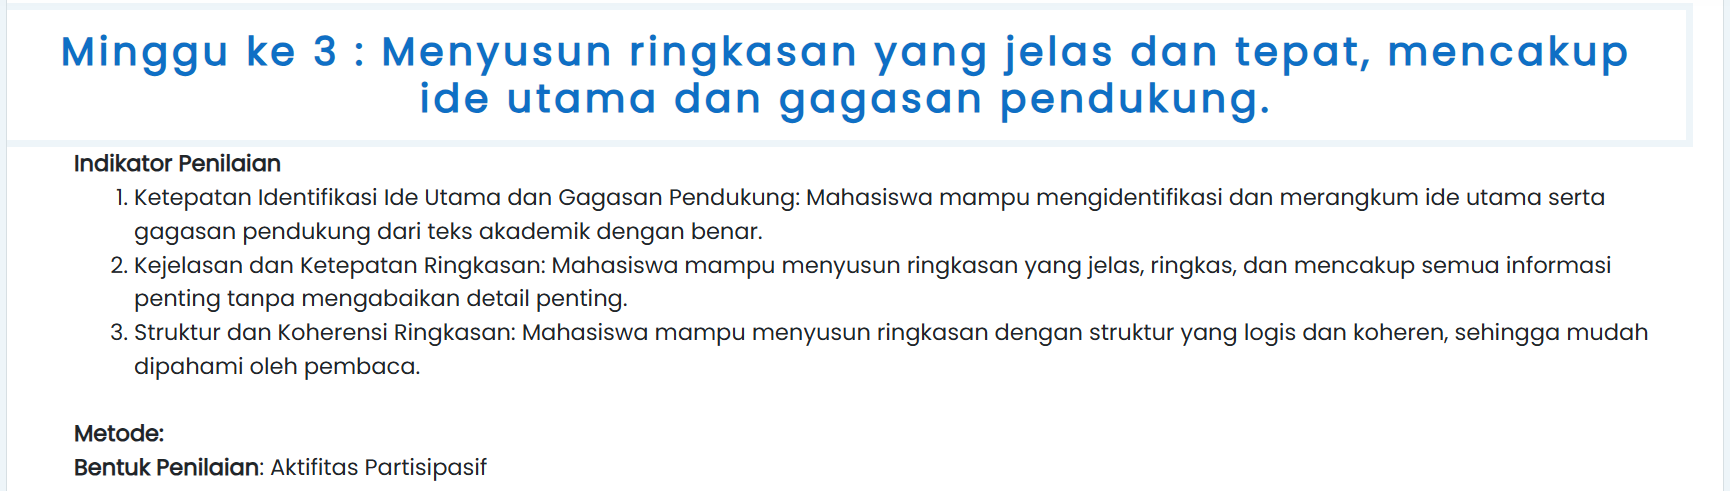 Minggu ke 3 : Menyusun ringkasan yang jelas dan tepat, mencakup
ide utama dan gagasan pendukung.
Indikator Penilaian
1. Ketepatan Identifikasi Ide Utama dan Gagasan Pendukung: Mahasiswa mampu mengidentifikasi dan merangkum ide utama serta
gagasan pendukung dari teks akademik dengan benar.
2. Kejelasan dan Ketepatan Ringkasan: Mahasiswa mampu menyusun ringkasan yang jelas, ringkas, dan mencakup semua informasi
penting tanpa mengabaikan detail penting.
3. Struktur dan Koherensi Ringkasan: Mahasiswa mampu menyusun ringkasan dengan struktur yang logis dan koheren, sehingga mudah
dipahami oleh pembaca.
Metode:
Bentuk Penilaian: Aktifitas Partisipasif